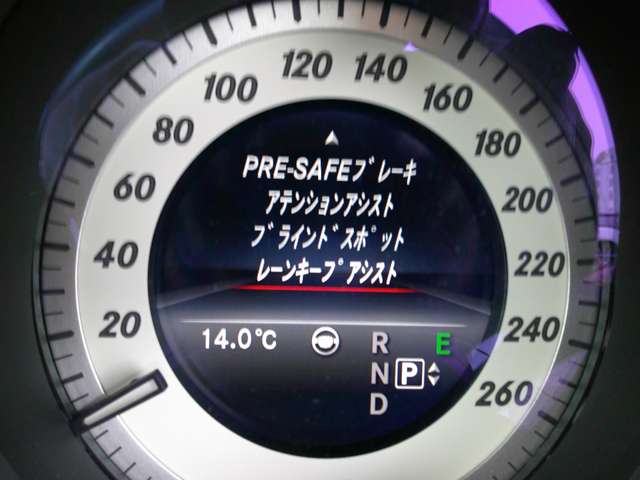 120 140
100 160
80 180
60 200
40 220
20 240
260
PRE-SAFEブレーキ
アテンションアシスト
ブラインドスポット
レーンキープアシスト
14.0℃ R E
N P
D